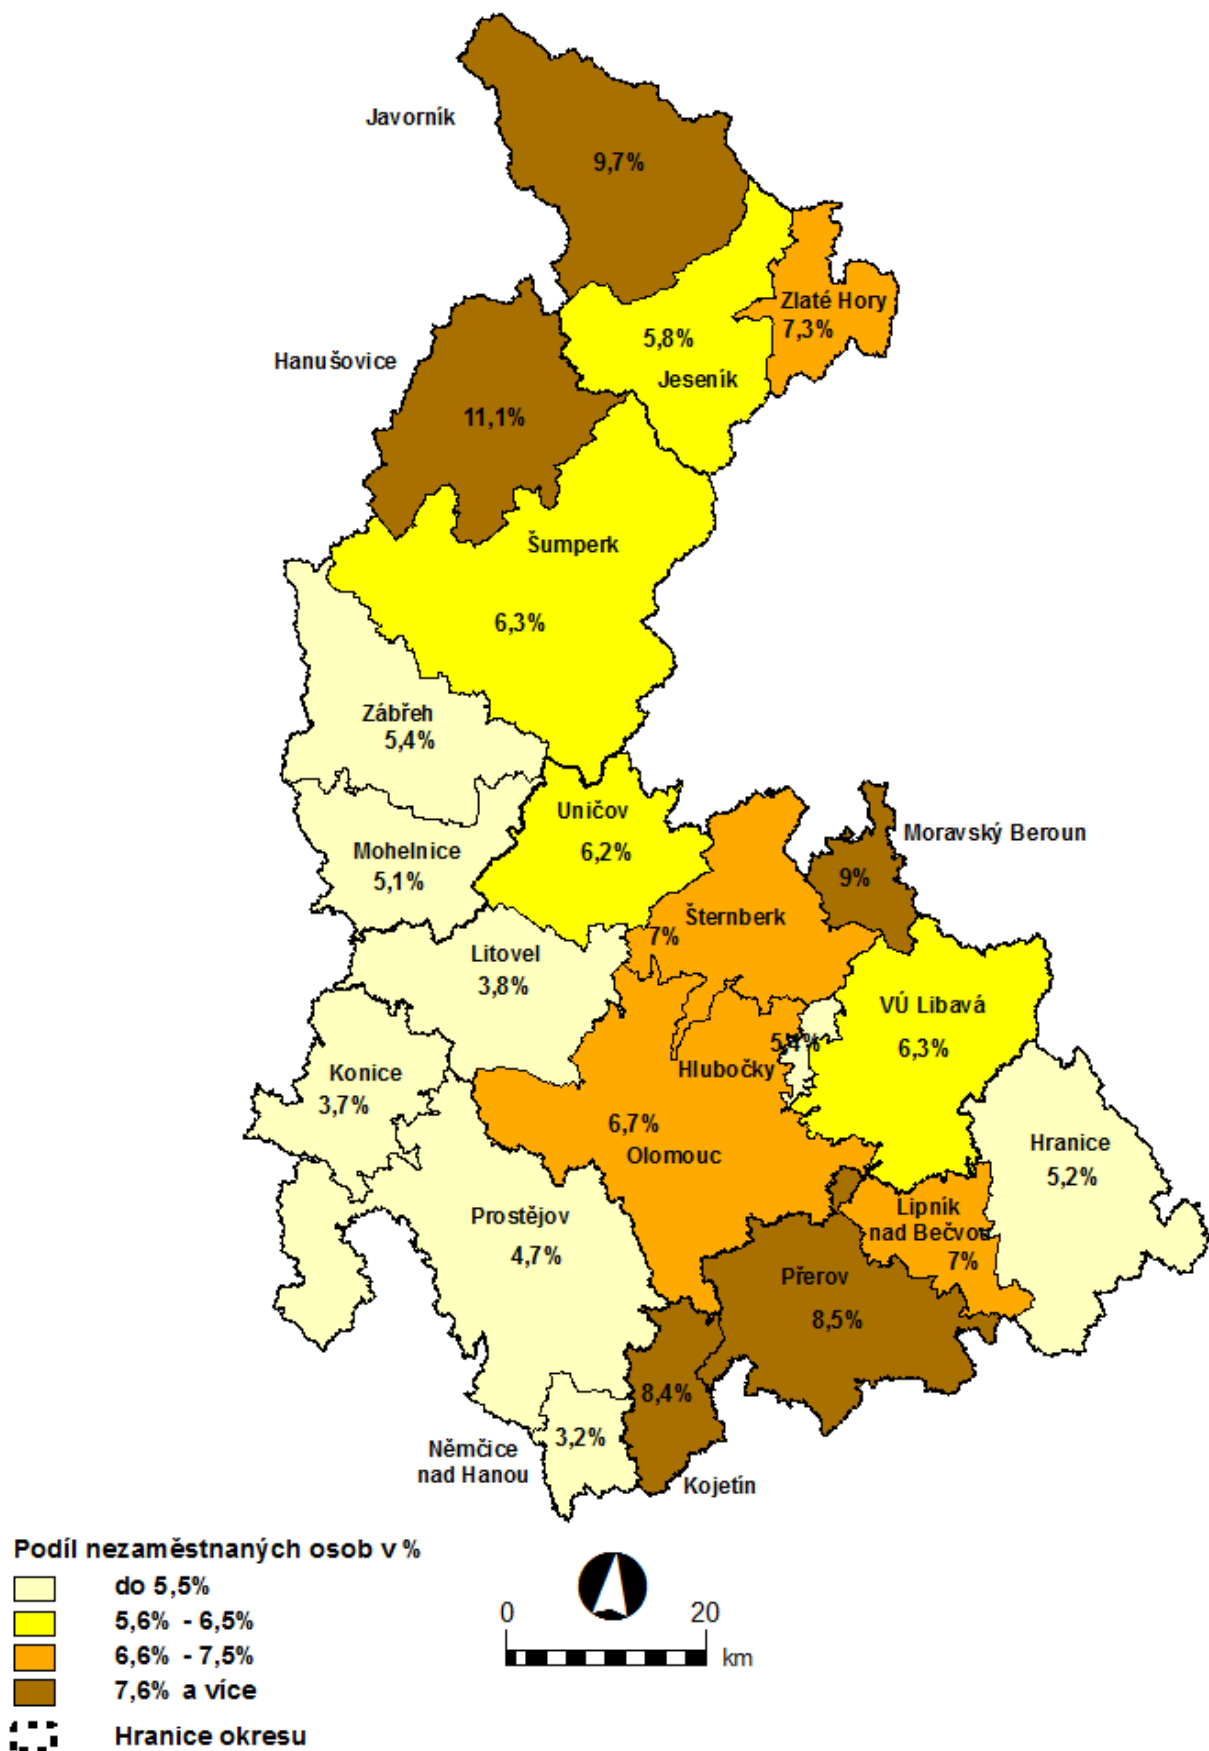 Javorník
9,7%
Zlaté Hory
7,3%
5,8%
Jeseník
Hanušovice
11,1%
Šumperk
6,3%
Zábřeh
5,4%
Uničov
6,2%
Mohelnice
5,1%
Moravský Beroun
9%
Šternberk
7%
Litovel
3,8%
VÚ Libavá
6,3%
5,4%
Hlubočky
Konice
3,7%
6,7%
Olomouc
Hranice
5,2%
Prostějov
4,7%
Lipník
nad Bečvou
7%
Přerov
8,5%
8,4%
Kojetín
3,2%
Němčice
nad Hanou
Podíl nezaměstnaných osob v %
do 5,5%
5,6% - 6,5%
6,6% - 7,5%
7,6% a více
Hranice okresu
0 20
km